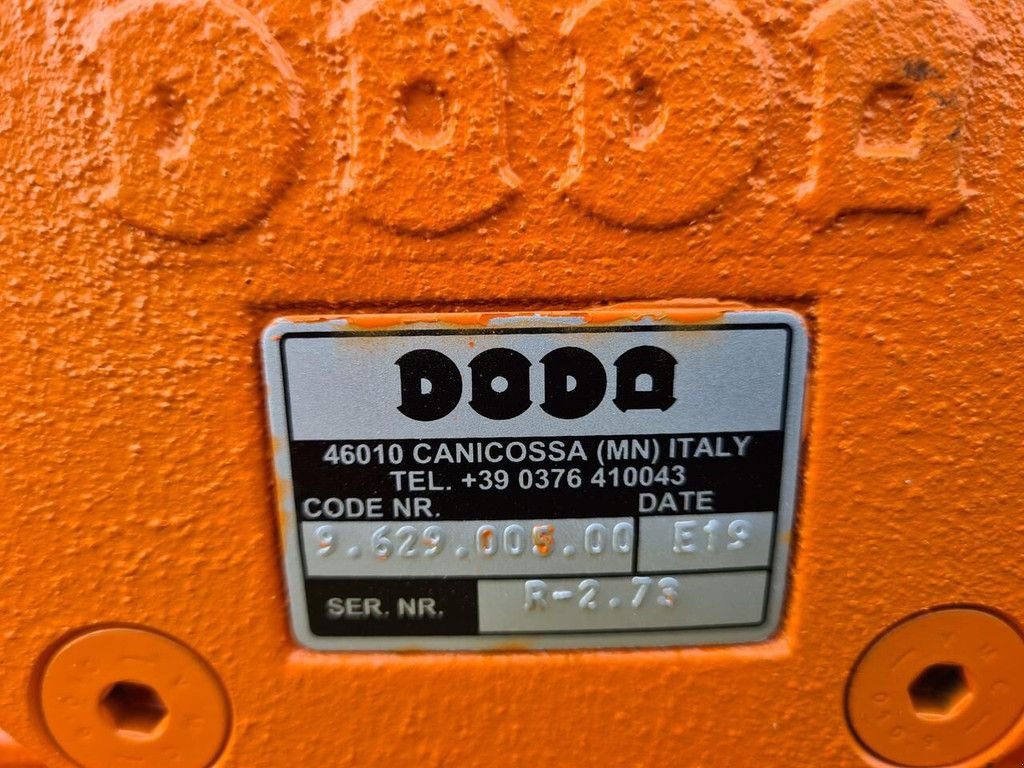 DODA
DODA
46010 CANICOSSA (MN) ITALY
TEL. +39 0376 410043
CODE NR. DATE
9.629.005.00 E19
SER. NR. R-2.73